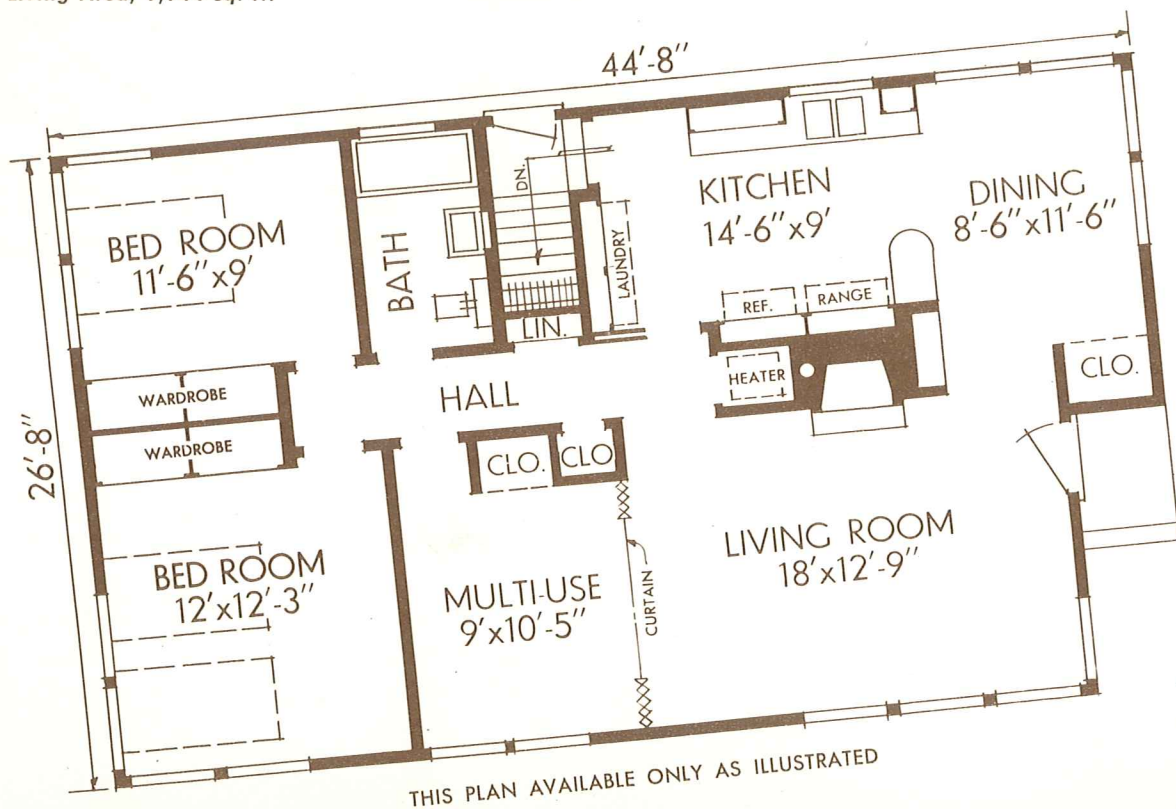 44'-8"
26'-8"
BED ROOM
11'-6"x9'
BATH
DN.
LAUNDRY
LIN.
KITCHEN
14'-6"x9'
DINING
8'-6"x11'-6"
REF.
RANGE
HEATER
CLO.
WARDROBE
WARDROBE
HALL
CLO.
CLO
BED ROOM
12'x12'-3"
MULTI-USE
9'x10'-5"
CURTAIN
LIVING ROOM
18'x12'-9"
THIS PLAN AVAILABLE ONLY AS ILLUSTRATED